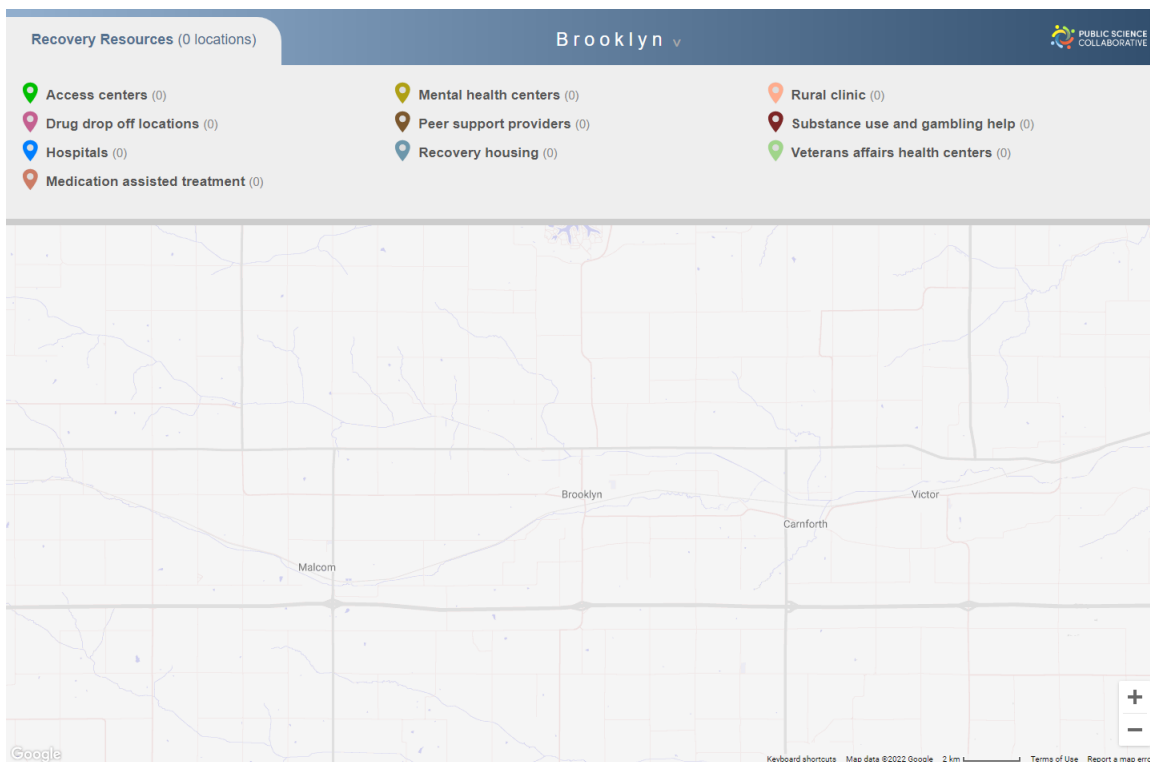 Recovery Resources (0 locations)
Brooklyn v
PUBLIC SCIENCE
COLLABORATIVE
Access centers (0)
Drug drop off locations (0)
Hospitals (0)
Medication assisted treatment (0)
Mental health centers (0)
Peer support providers (0)
Recovery housing (0)
Rural clinic (0)
Substance use and gambling help (0)
Veterans affairs health centers (0)
Brooklyn
Victor
Carnforth
Malcom
+
−
Google
Keyboard shortcuts Map data ©2022 Google 2 km Terms of Use Report a map erro